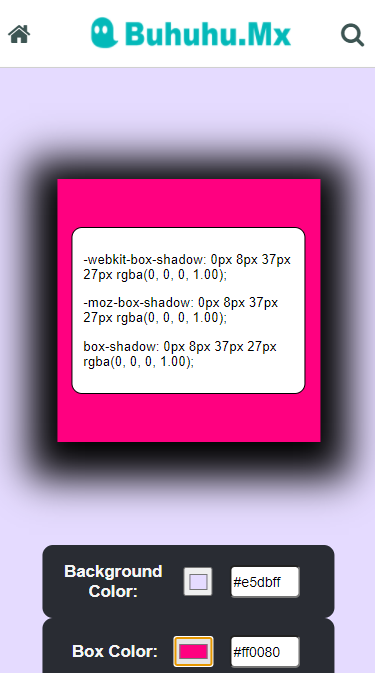 Buhuhu.Mx
-webkit-box-shadow: 0px 8px 37px
27px rgba(0, 0, 0, 1.00);
-moz-box-shadow: 0px 8px 37px
27px rgba(0, 0, 0, 1.00);
box-shadow: 0px 8px 37px 27px
rgba(0, 0, 0, 1.00);
Background
Color:
#e5dbff
Box Color:
#ff0080